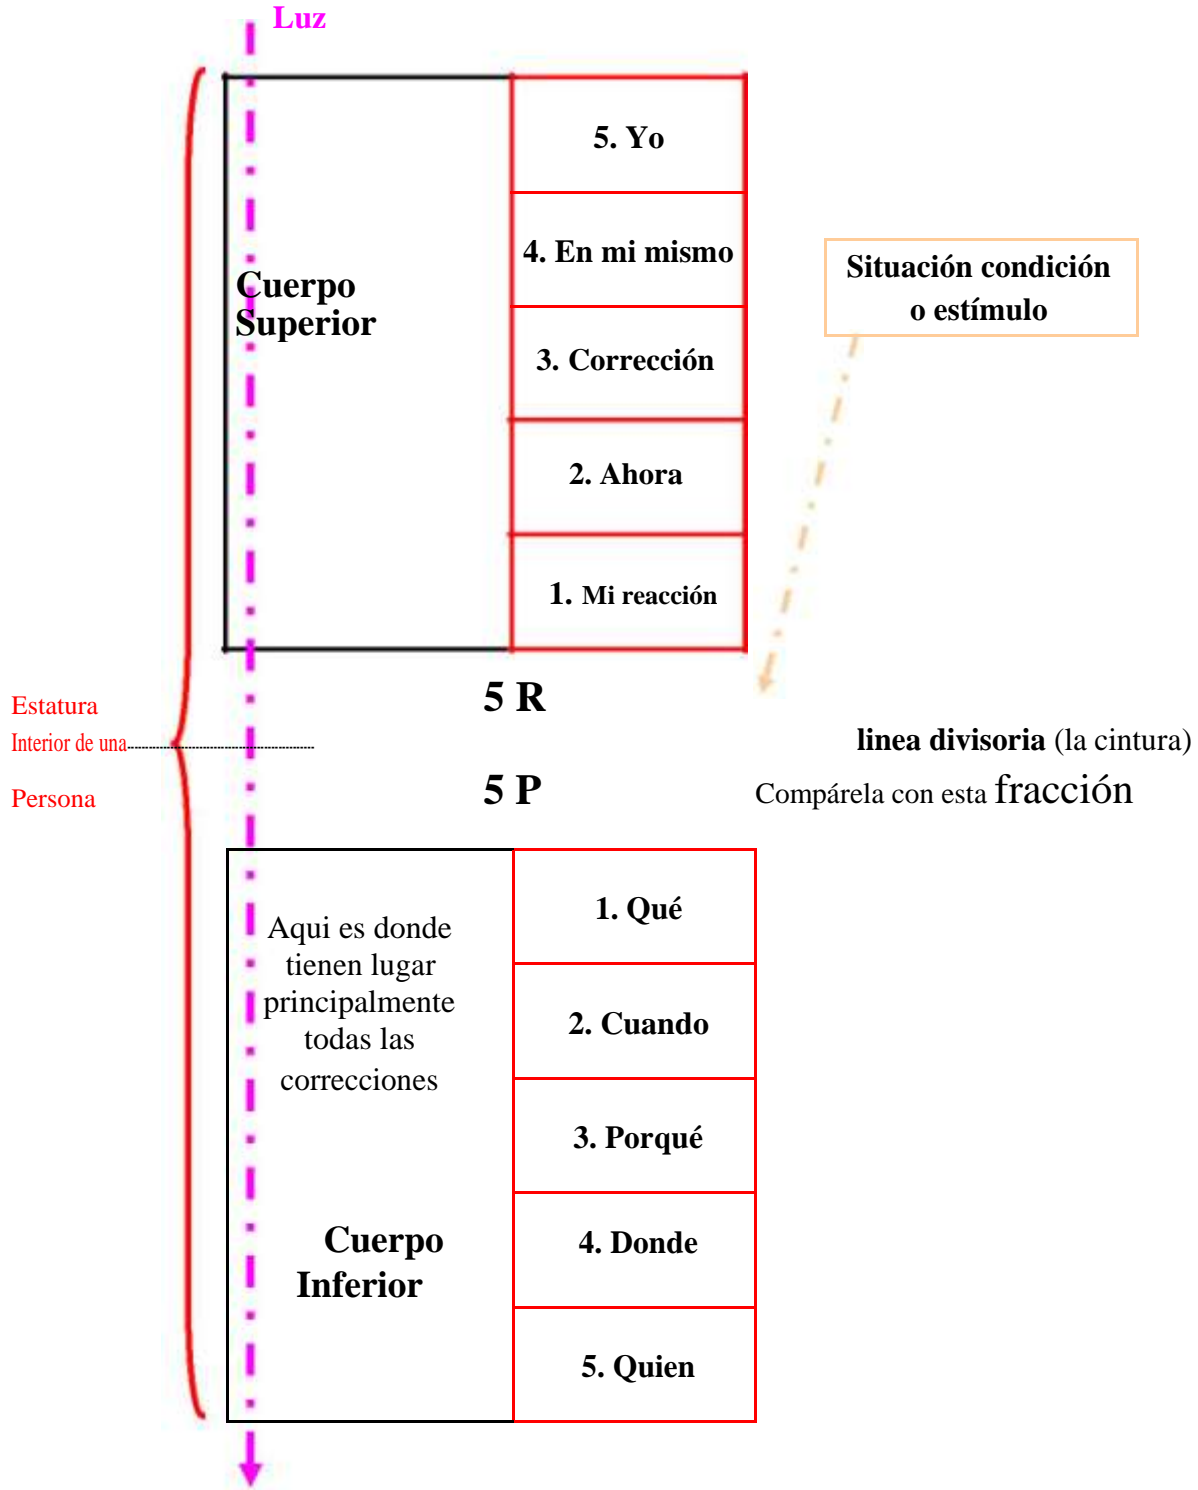 Luz
5. Yo
4. En mi mismo
Cuerpo
Superior
Situación condición
o estímulo
3. Corrección
2. Ahora
1. Mi reacción
5 R
Estatura
Interior de una
Persona
linea divisoria (la cintura)
5 P
Compárela con esta fracción
1. Qué
Aqui es donde
tienen lugar
principalmente
todas las
correcciones
2. Cuando
3. Porqué
Cuerpo
Inferior
4. Donde
5. Quien